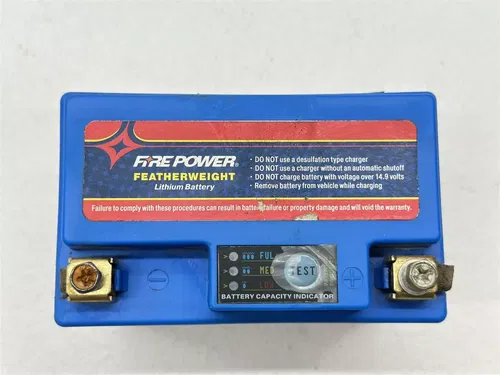 FIRE POWER®
FEATHERWEIGHT
Lithium Battery
· DO NOT use a desulfation type charger
· DO NOT use a charger without an automatic shutoff
· DO NOT charge battery with voltage over 14.9 volts
· Remove battery from vehicle while charging
Failure to comply with these procedures can result in battery failure or property damage and will void the warranty.
FUL
MED
TEST
BATTERY CAPACITY INDICATOR